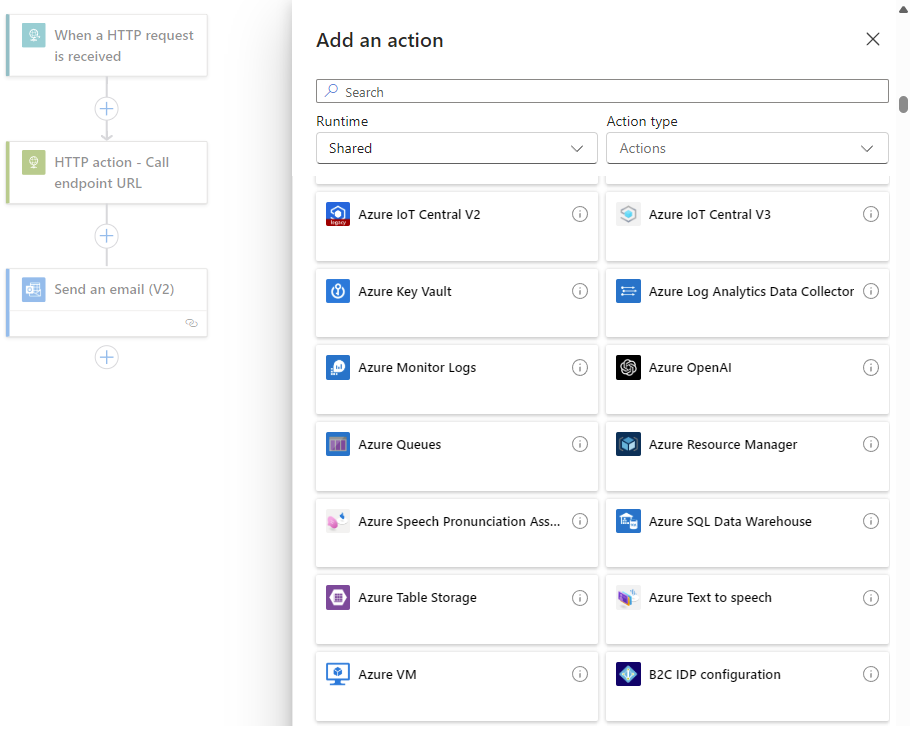 When a HTTP request
is received
HTTP action - Call
endpoint URL
Send an email (V2)
Add an action
Search
Runtime
Action type
Shared
Actions
Azure IoT Central V2
legacy
Azure IoT Central V3
Azure Key Vault
Azure Log Analytics Data Collector
Azure Monitor Logs
Azure OpenAI
Azure Queues
Azure Resource Manager
Azure Speech Pronunciation Ass...
Azure SQL Data Warehouse
Azure Table Storage
Azure Text to speech
Azure VM
B2C IDP configuration